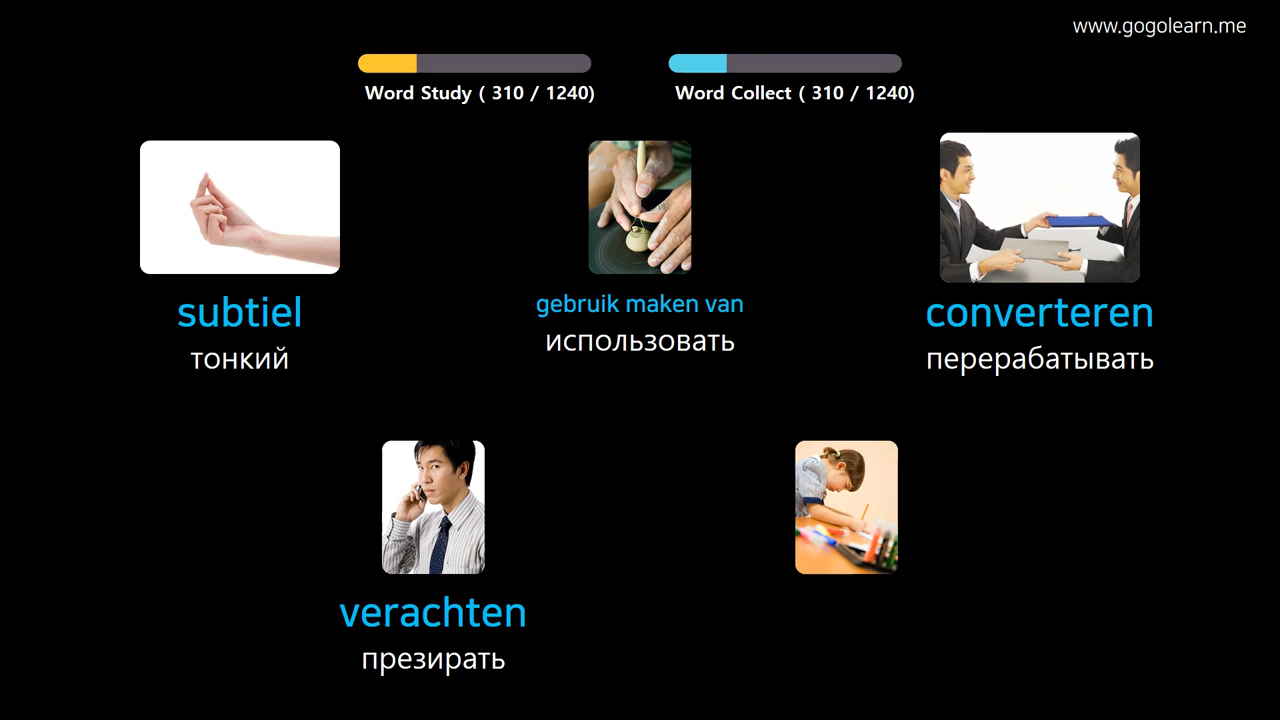 www.gogolearn.me
Word Study ( 310 / 1240)
Word Collect ( 310 / 1240)
subtiel
тонкий
gebruik maken van
использовать
converteren
перерабатывать
verachten
презирать